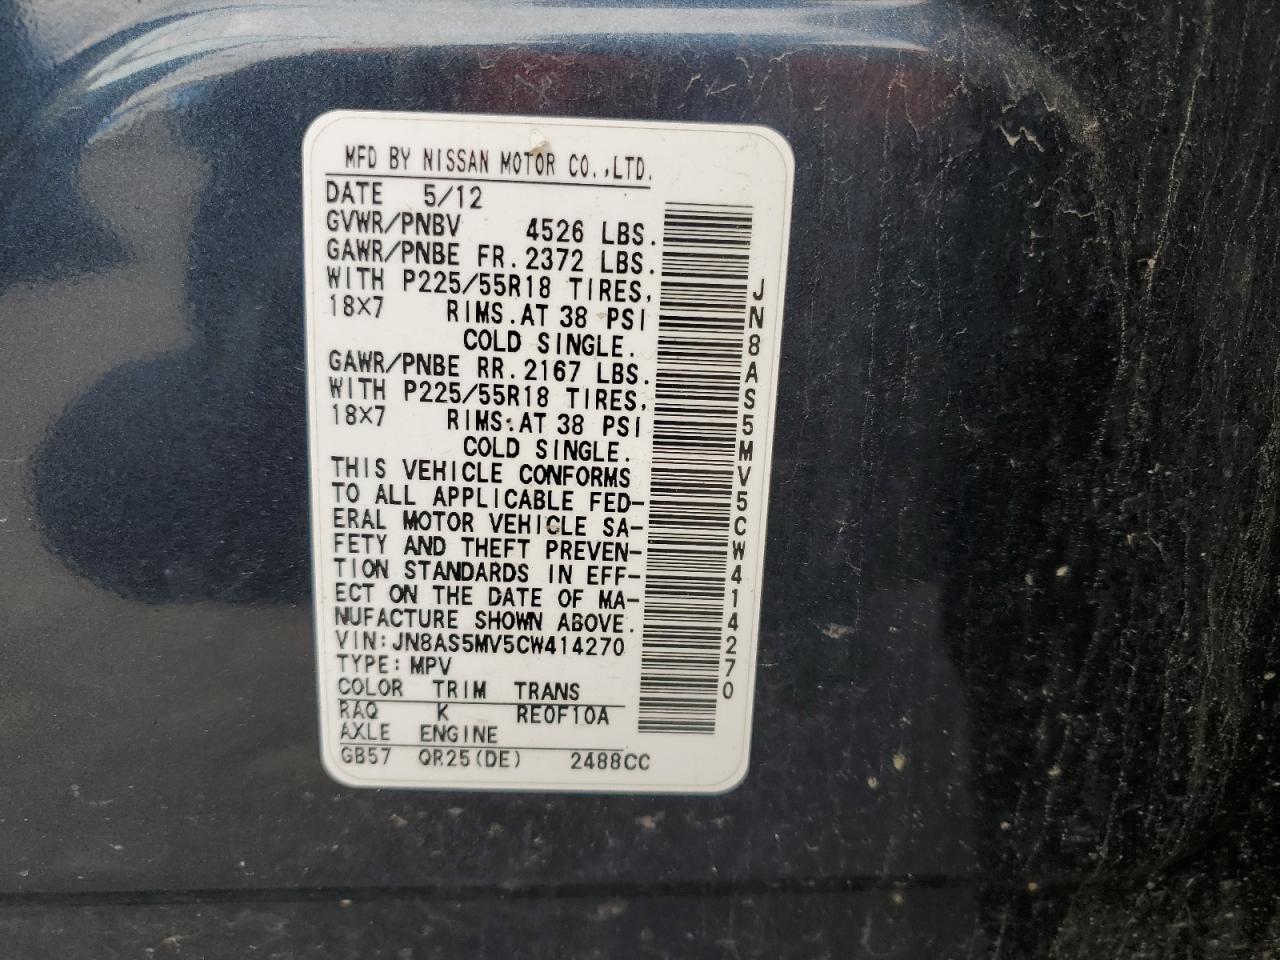 MFD BY NISSAN MOTOR CO.,LTD.
DATE 5/12
GVWR/PNBV 4526 LBS.
GAWR/PNBE FR. 2372 LBS.
WITH P225/55R18 TIRES,
18X7 RIMS.AT 38 PSI
COLD SINGLE.
GAWR/PNBE RR. 2167 LBS.
WITH P225/55R18 TIRES,
18X7 RIMS.AT 38 PSI
COLD SINGLE.
THIS VEHICLE CONFORMS
TO ALL APPLICABLE FED-
ERAL MOTOR VEHICLE SA-
FETY AND THEFT PREVEN-
TION STANDARDS IN EFF-
ECT ON THE DATE OF MA-
NUFACTURE SHOWN ABOVE.
VIN:JN8AS5MV5CW414270
TYPE:MPV
COLOR TRIM TRANS
RAQ K RE0F10A
AXLE ENGINE
GB57 QR25(DE) 2488CC
JN8AS5MV5CW414270